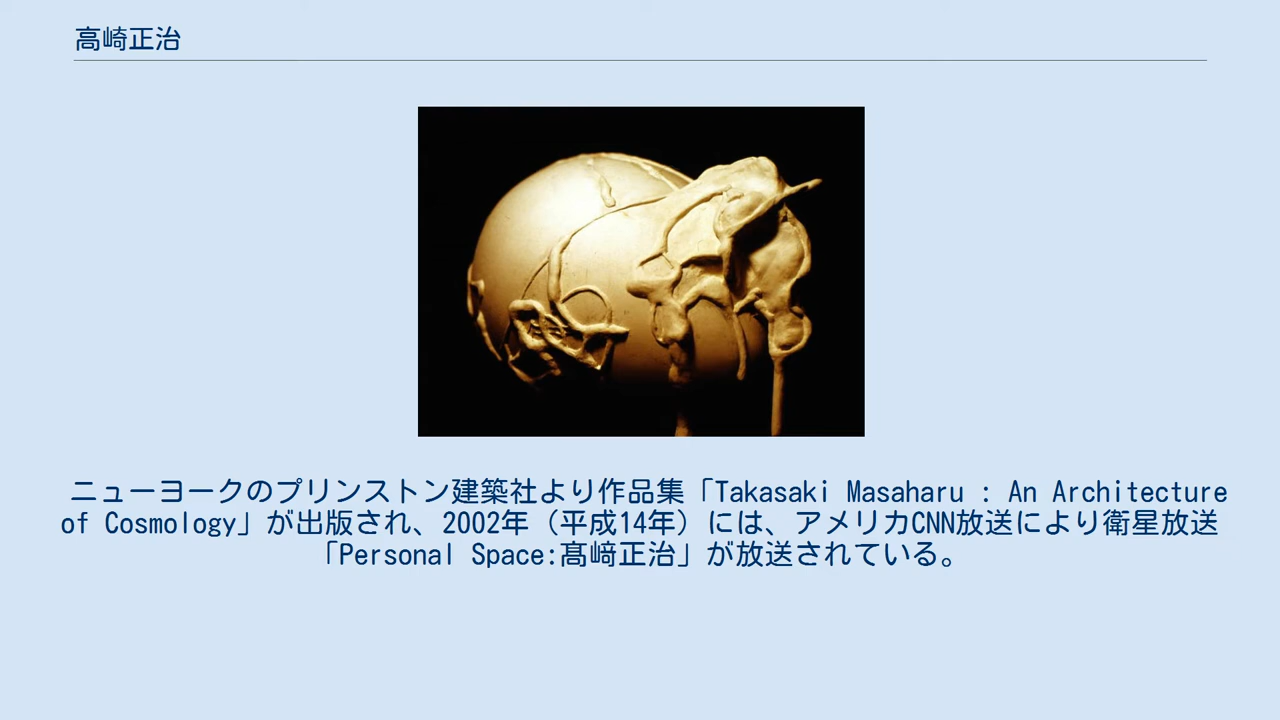 高崎正治
ニューヨークのプリンストン建築社より作品集「Takasaki Masaharu : An Architecture
of Cosmology」が出版され、2002年（平成14年）には、アメリカCNN放送により衛星放送
「Personal Space:髙﨑正治」が放送されている。